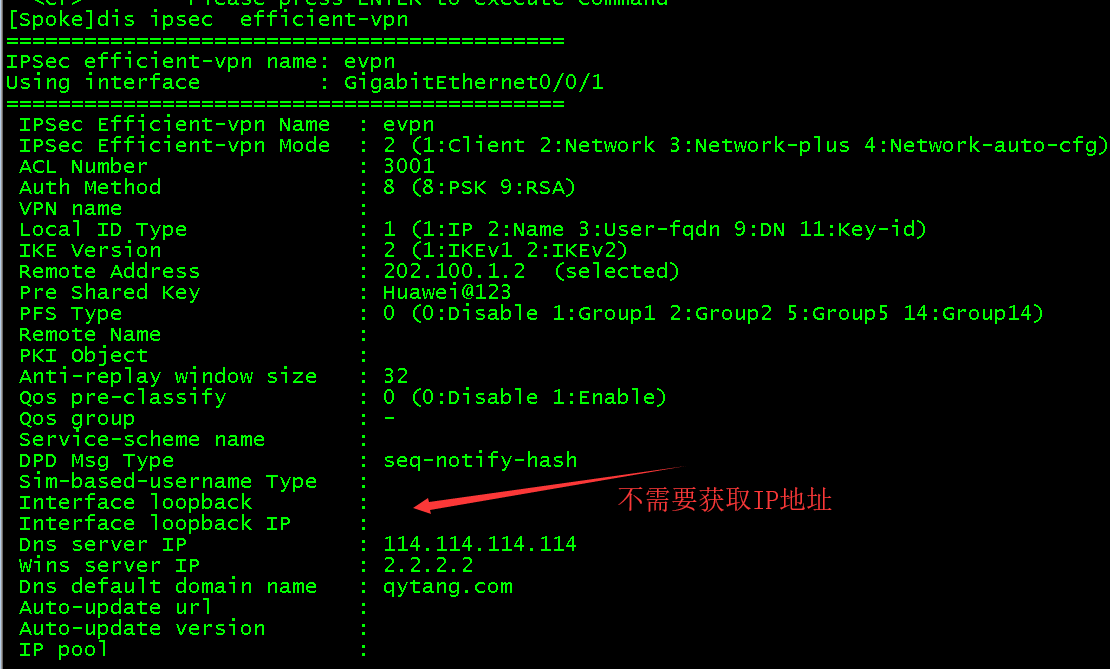 <cr>          Please press ENTER to execute command
[Spoke]dis ipsec  efficient-vpn
===========================================
IPSec efficient-vpn name: evpn
Using interface         : GigabitEthernet0/0/1
===========================================
IPSec Efficient-vpn Name  : evpn
IPSec Efficient-vpn Mode  : 2 (1:Client 2:Network 3:Network-plus 4:Network-auto-cfg)
ACL Number                : 3001
Auth Method               : 8 (8:PSK 9:RSA)
VPN name                  :
Local ID Type             : 1 (1:IP 2:Name 3:User-fqdn 9:DN 11:Key-id)
IKE Version               : 2 (1:IKEv1 2:IKEv2)
Remote Address            : 202.100.1.2  (selected)
Pre Shared Key            : Huawei@123
PFS Type                  : 0 (0:Disable 1:Group1 2:Group2 5:Group5 14:Group14)
Remote Name               :
PKI Object                :
Anti-replay window size   : 32
Qos pre-classify          : 0 (0:Disable 1:Enable)
Qos group                 : -
Service-scheme name       :
DPD Msg Type              : seq-notify-hash
Sim-based-username Type   :
Interface loopback        :
不需要获取IP地址
Interface loopback IP     :
Dns server IP             : 114.114.114.114
Wins server IP            : 2.2.2.2
Dns default domain name   : qytang.com
Auto-update url           :
Auto-update version       :
IP pool                   :